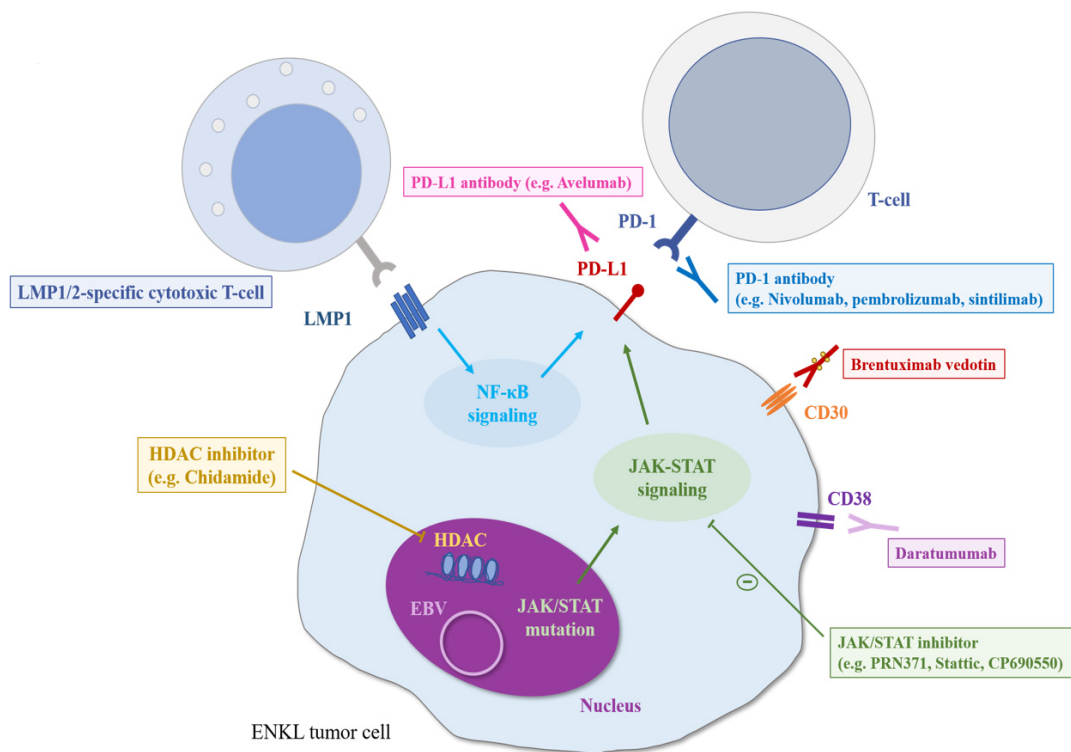 PD-L1 antibody (e.g. Avelumab)
T-cell
PD-1
PD-L1
LMP1/2-specific cytotoxic T-cell
PD-1 antibody
(e.g. Nivolumab, pembrolizumab, sintilimab)
LMP1
Brentuximab vedotin
NF-κB
signaling
CD30
HDAC inhibitor
(e.g. Chidamide)
JAK-STAT
signaling
CD38
HDAC
Daratumumab
EBV
JAK/STAT
mutation
JAK/STAT inhibitor
(e.g. PRN371, Stattic, CP690550)
Nucleus
ENKL tumor cell